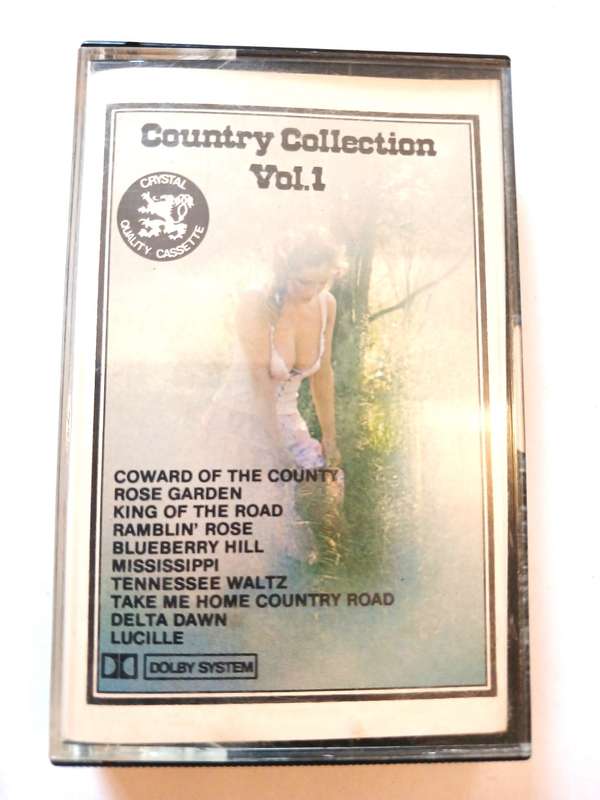 Country Collection
Vol.1
CRYSTAL
QUALITY CASSETTE
COWARD OF THE COUNTY
ROSE GARDEN
KING OF THE ROAD
RAMBLIN' ROSE
BLUEBERRY HILL
MISSISSIPPI
TENNESSEE WALTZ
TAKE ME HOME COUNTRY ROAD
DELTA DAWN
LUCILLE
DOLBY SYSTEM